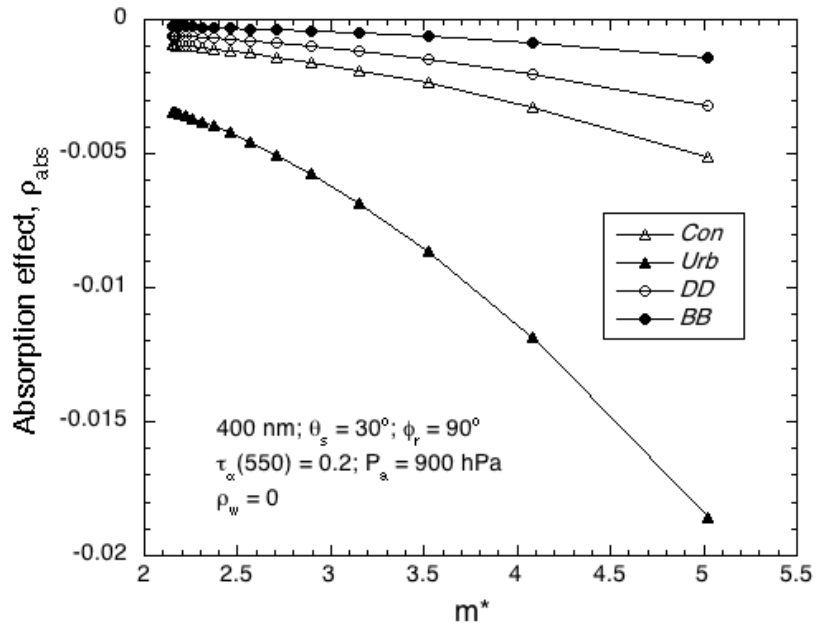 0
-0.005
-0.01
-0.015
-0.02
Absorption effect, ρabs
Con
Urb
DD
BB
400 nm; θs = 30°; ϕr = 90°
τα(550) = 0.2; Pa = 900 hPa
ρw = 0
2 2.5 3 3.5 4 4.5 5 5.5
m*